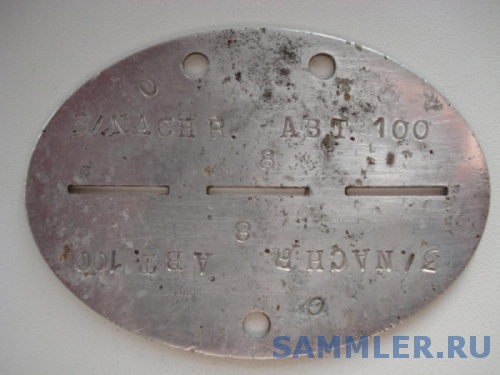 O
3/.NACHR. ABT. 100
8
8
3/.NACHR. ABT. 100
O
SAMMLER.RU